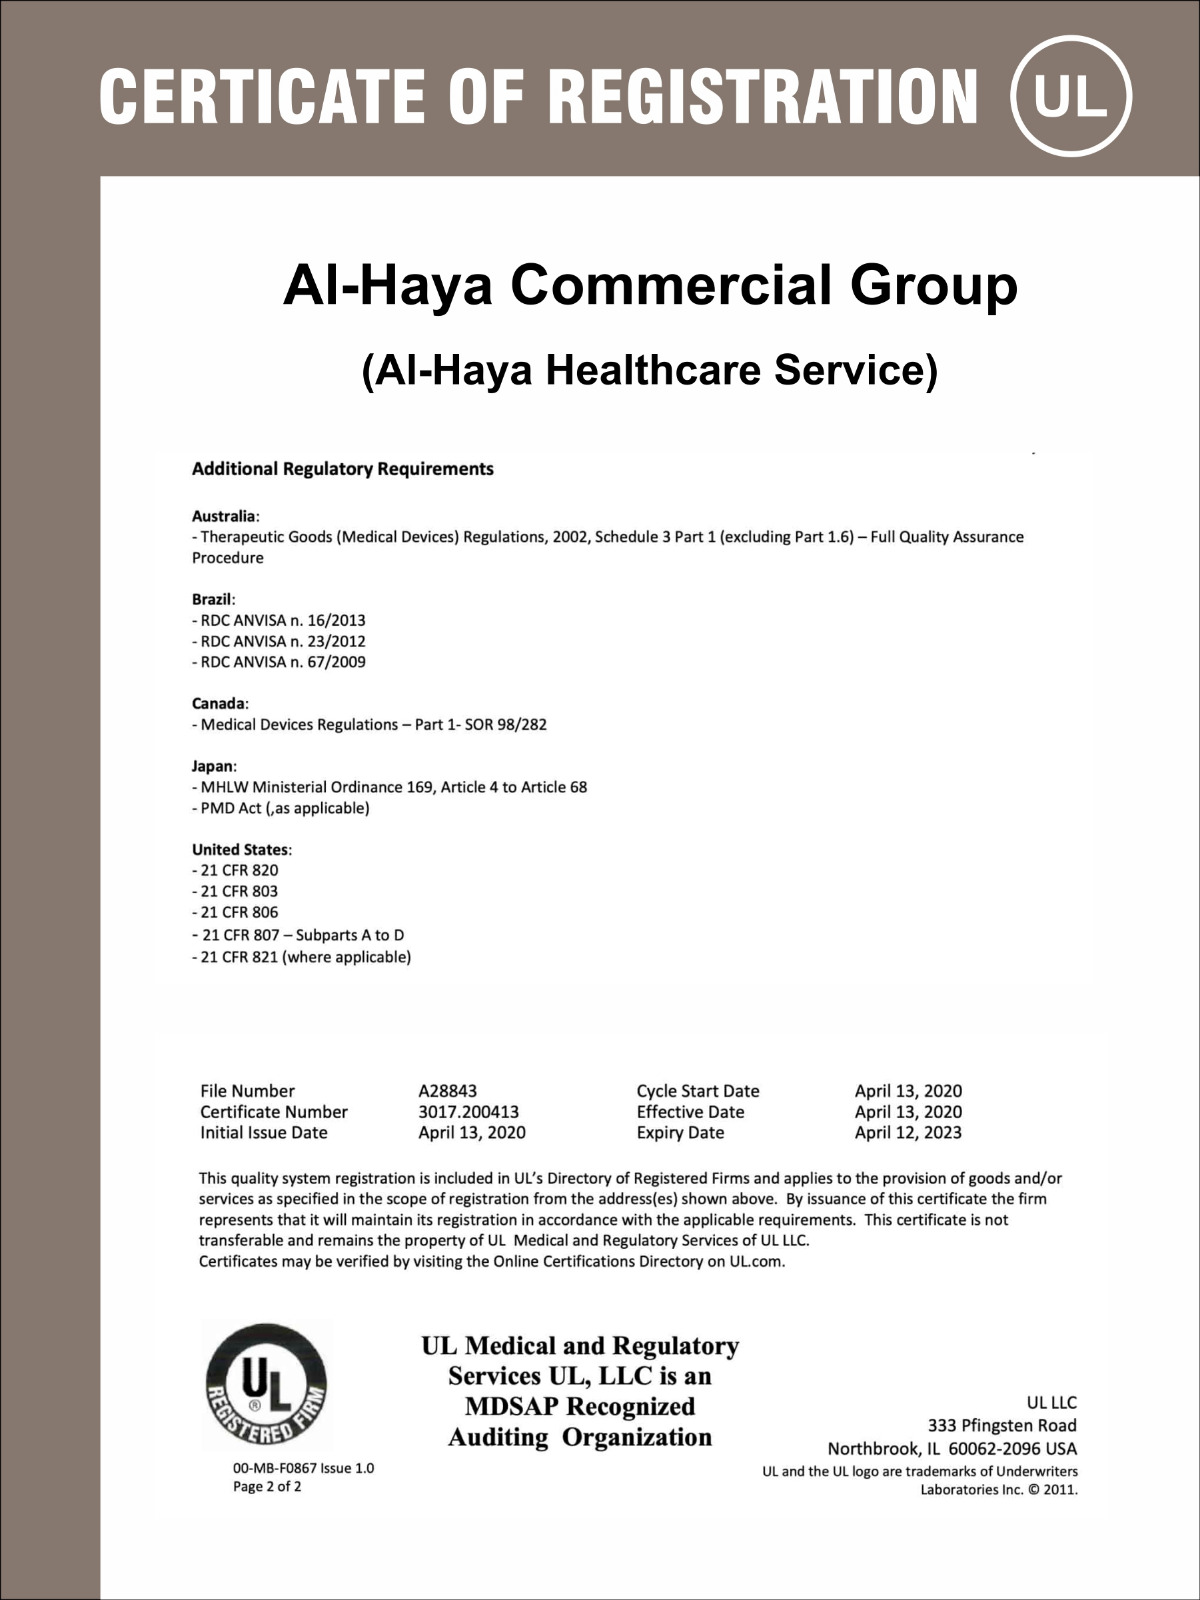 CERTICATE OF REGISTRATION
UL
Al-Haya Commercial Group
(Al-Haya Healthcare Service)
Additional Regulatory Requirements
Australia:
- Therapeutic Goods (Medical Devices) Regulations, 2002, Schedule 3 Part 1 (excluding Part 1.6) – Full Quality Assurance
Procedure
Brazil:
- RDC ANVISA n. 16/2013
- RDC ANVISA n. 23/2012
- RDC ANVISA n. 67/2009
Canada:
- Medical Devices Regulations – Part 1- SOR 98/282
Japan:
- MHLW Ministerial Ordinance 169, Article 4 to Article 68
- PMD Act (,as applicable)
United States:
- 21 CFR 820
- 21 CFR 803
- 21 CFR 806
- 21 CFR 807 – Subparts A to D
- 21 CFR 821 (where applicable)
File Number A28843 Cycle Start Date April 13, 2020
Certificate Number 3017.200413 Effective Date April 13, 2020
Initial Issue Date April 13, 2020 Expiry Date April 12, 2023
This quality system registration is included in UL's Directory of Registered Firms and applies to the provision of goods and/or
services as specified in the scope of registration from the address(es) shown above. By issuance of this certificate the firm
represents that it will maintain its registration in accordance with the applicable requirements. This certificate is not
transferable and remains the property of UL Medical and Regulatory Services of UL LLC.
Certificates may be verified by visiting the Online Certifications Directory on UL.com.
UL
®
REGISTERED FIRM
00-MB-F0867 Issue 1.0
Page 2 of 2
UL Medical and Regulatory
Services UL, LLC is an
MDSAP Recognized
Auditing Organization
UL LLC
333 Pfingsten Road
Northbrook, IL 60062-2096 USA
UL and the UL logo are trademarks of Underwriters
Laboratories Inc. © 2011.